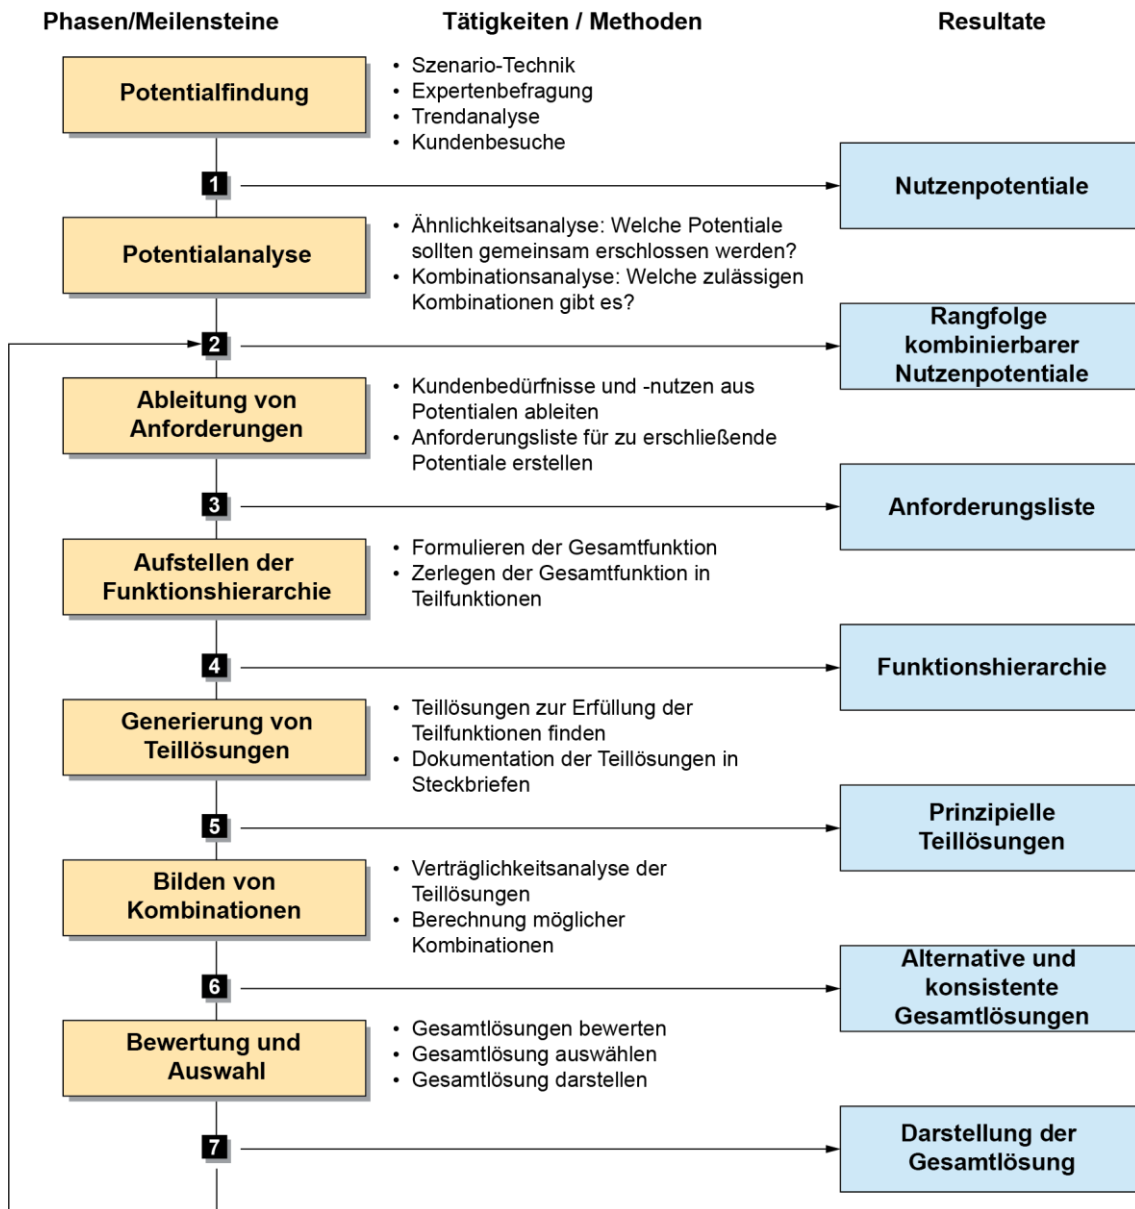 Phasen/Meilensteine
Tätigkeiten / Methoden
Resultate
Potentialfindung
• Szenario-Technik
• Expertenbefragung
• Trendanalyse
• Kundenbesuche
1
Nutzenpotentiale
Potentialanalyse
• Ähnlichkeitsanalyse: Welche Potentiale
sollten gemeinsam erschlossen werden?
• Kombinationsanalyse: Welche zulässigen
Kombinationen gibt es?
2
Rangfolge
kombinierbarer
Nutzenpotentiale
Ableitung von
Anforderungen
• Kundenbedürfnisse und -nutzen aus
Potentialen ableiten
• Anforderungsliste für zu erschließende
Potentiale erstellen
3
Anforderungsliste
Aufstellen der
Funktionshierarchie
• Formulieren der Gesamtfunktion
• Zerlegen der Gesamtfunktion in
Teilfunktionen
4
Funktionshierarchie
Generierung von
Teillösungen
• Teillösungen zur Erfüllung der
Teilfunktionen finden
• Dokumentation der Teillösungen in
Steckbriefen
5
Prinzipielle
Teillösungen
Bilden von
Kombinationen
• Verträglichkeitsanalyse der
Teillösungen
• Berechnung möglicher
Kombinationen
6
Alternative und
konsistente
Gesamtlösungen
Bewertung und
Auswahl
• Gesamtlösungen bewerten
• Gesamtlösung auswählen
• Gesamtlösung darstellen
7
Darstellung der
Gesamtlösung